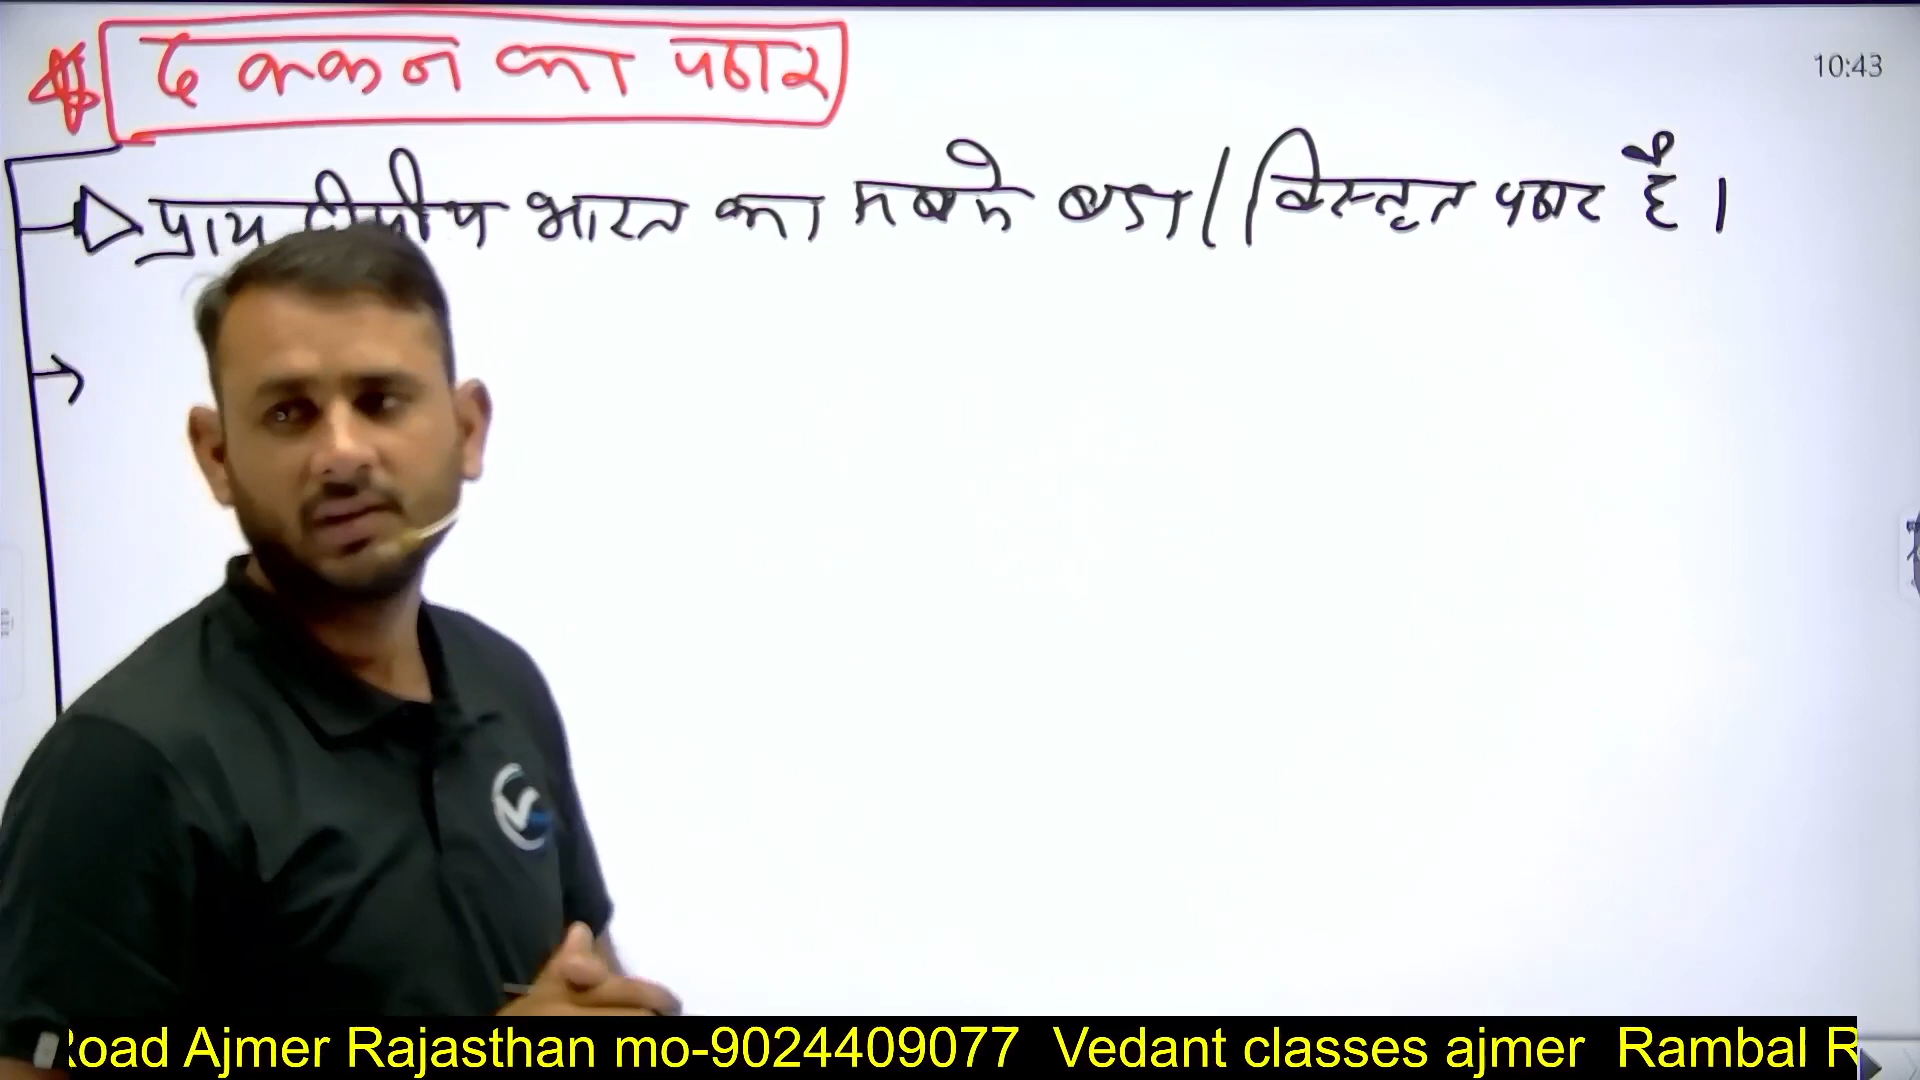 दक्कन का पठार
10:43
प्रायद्वीपीय भारत का सबसे बडा / विस्तृत पठार है।
Road Ajmer Rajasthan mo-9024409077 Vedant classes ajmer Rambal R